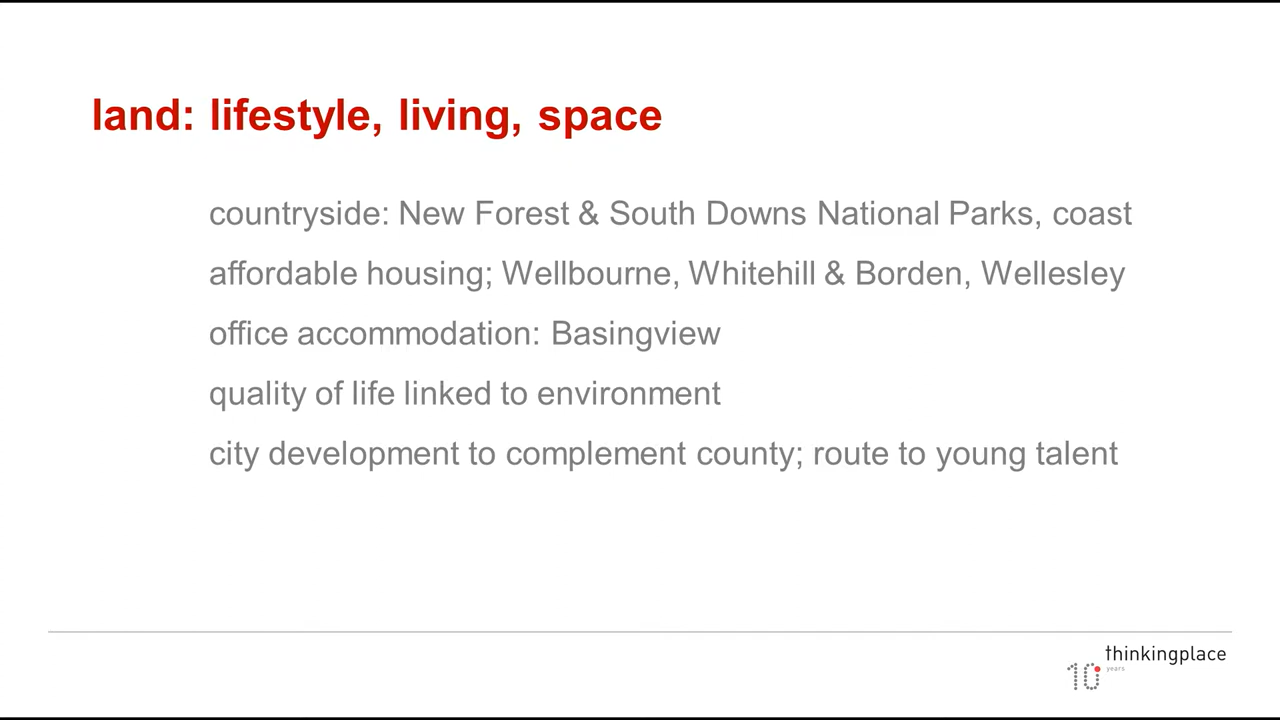 land: lifestyle, living, space
countryside: New Forest & South Downs National Parks, coast
affordable housing; Wellbourne, Whitehill & Borden, Wellesley
office accommodation: Basingview
quality of life linked to environment
city development to complement county; route to young talent
thinkingplace
10 years